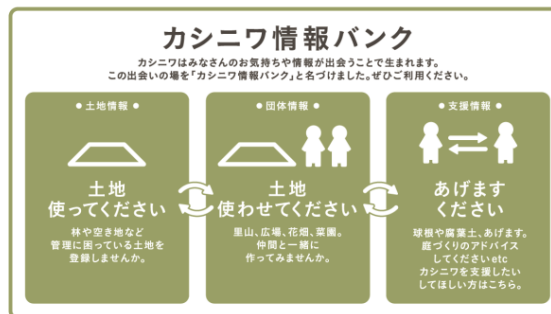 カシニワ情報バンク
カシニワはみなさんのお気持ちや情報が出会うことで生まれます。
この出会いの場を「カシニワ情報バンク」と名づけました。ぜひご利用ください。
● 土地情報 ●
土地
使ってください
林や空き地など
管理に困っている土地を
登録しませんか。
● 団体情報 ●
土地
使わせてください
里山、広場、花畑、菜園。
仲間と一緒に
作ってみませんか。
● 支援情報 ●
あげます
ください
球根や腐葉土、あげます。
庭づくりのアドバイス
してくださいetc
カシニワを支援したい
してほしい方はこちら。